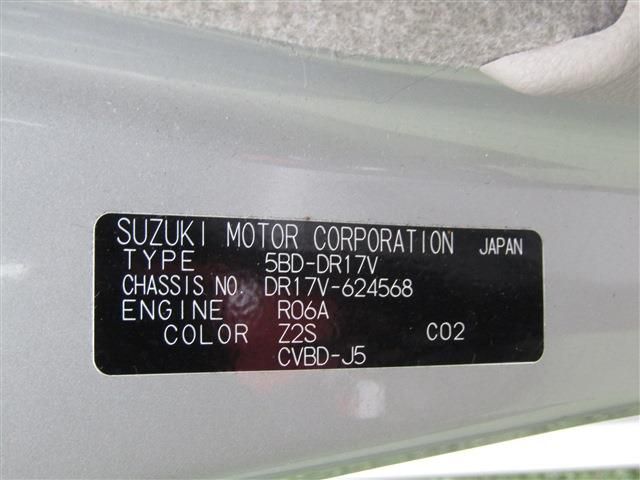 SUZUKI MOTOR CORPORATION JAPAN
TYPE 5BD-DR17V
CHASSIS NO. DR17V-624568
ENGINE R06A
COLOR Z2S C02
CVBD-J5